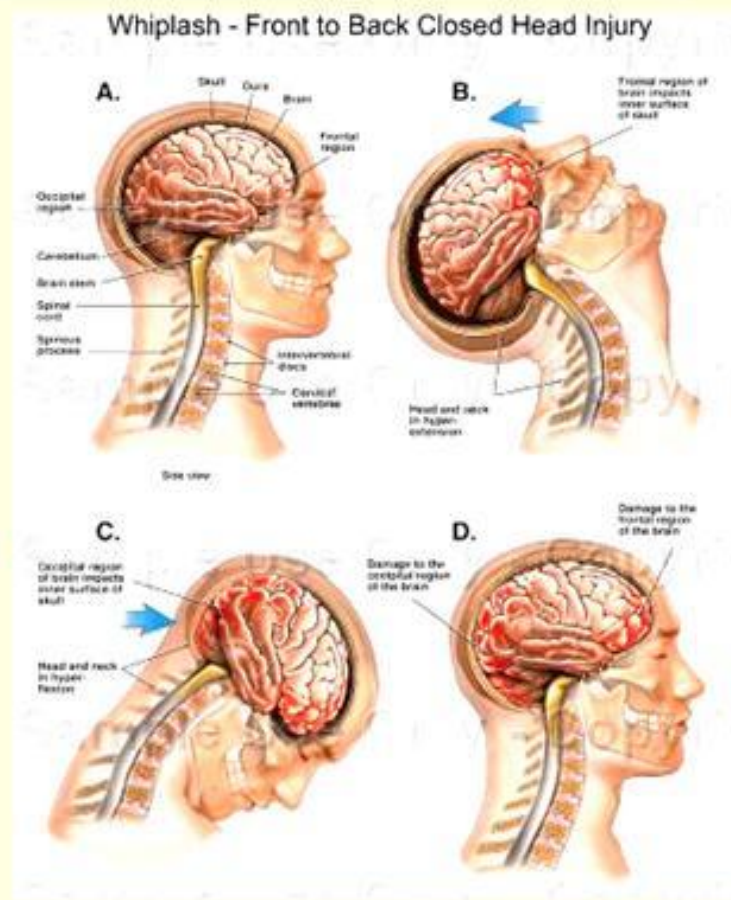 Whiplash - Front to Back Closed Head Injury
A.
Skull
Dura
Brain
Frontal
region
Occipital
region
Cerebellum
Brain stem
Spinal
cord
Spinous
process
Intervertebral
discs
Cervical
vertebrae
Side view
B.
Frontal region of
brain impacts
inner surface
of skull
Head and neck
in hyper-
extension
C.
Occipital region
of brain impacts
inner surface of
skull
Head and neck
in hyper-
flexion
D.
Damage to the
occipital region
of the brain
Damage to the
frontal region
of the brain